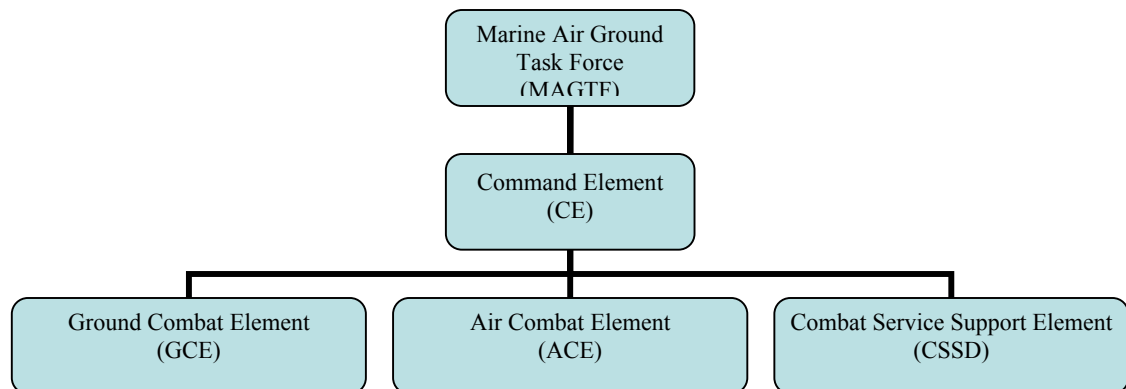 Marine Air Ground
Task Force
(MAGTF)
Command Element
(CE)
Ground Combat Element
(GCE)
Air Combat Element
(ACE)
Combat Service Support Element
(CSSD)